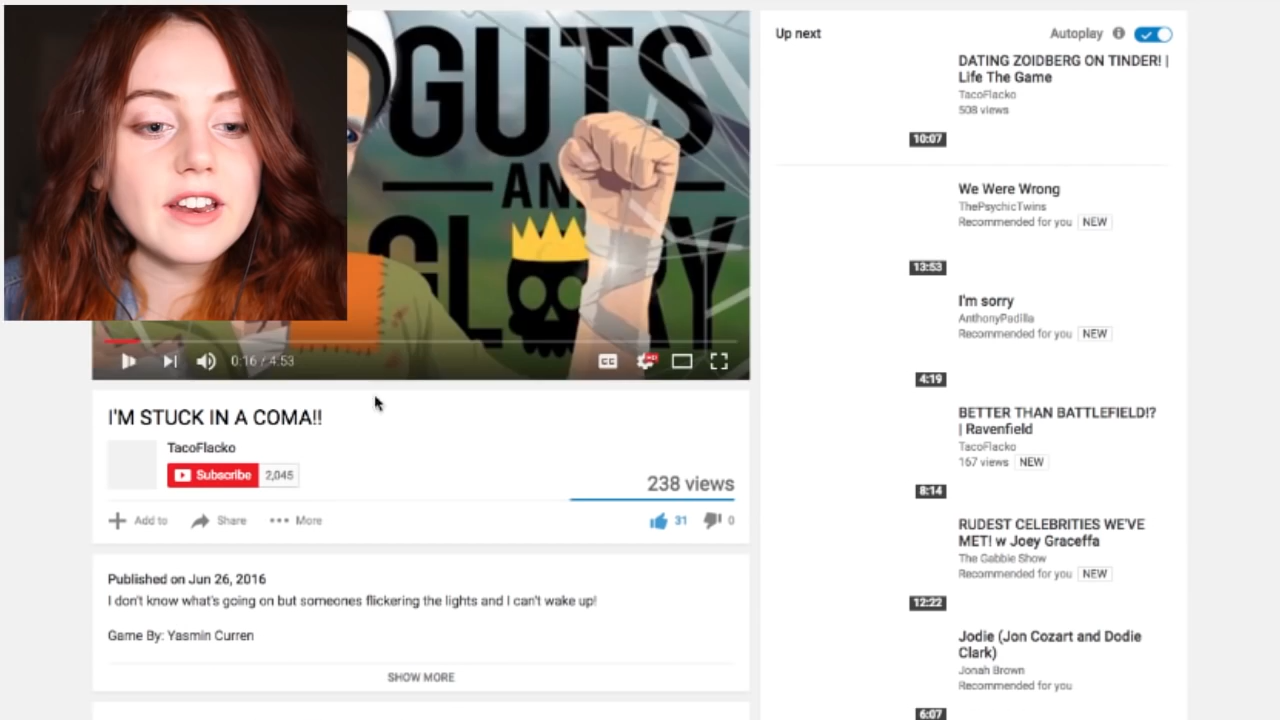 GUTS
AN
GLORY
0:16 / 4:53
CC
HD
I'M STUCK IN A COMA!!
TacoFlacko
Subscribe 2,045
238 views
Add to Share More 31 0
Published on Jun 26, 2016
I don't know what's going on but someones flickering the lights and I can't wake up!
Game By: Yasmin Curren
SHOW MORE
Up next Autoplay
DATING ZOIDBERG ON TINDER! |
Life The Game
TacoFlacko
508 views
10:07
We Were Wrong
ThePsychicTwins
Recommended for you NEW
13:53
I'm sorry
AnthonyPadilla
Recommended for you NEW
4:19
BETTER THAN BATTLEFIELD!?
| Ravenfield
TacoFlacko
167 views NEW
8:14
RUDEST CELEBRITIES WE'VE
MET! w Joey Graceffa
The Gabbie Show
Recommended for you NEW
12:22
Jodie (Jon Cozart and Dodie
Clark)
Jonah Brown
Recommended for you
6:07